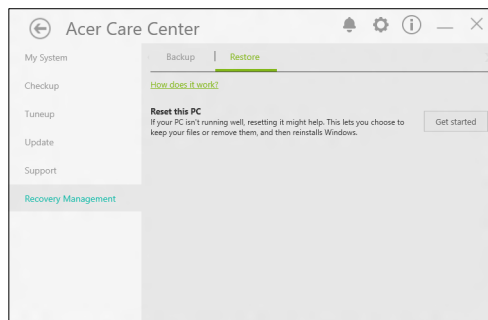 Acer Care Center
My System
Checkup
Tuneup
Update
Support
Recovery Management
Backup
Restore
How does it work?
Reset this PC
If your PC isn't running well, resetting it might help. This lets you choose to
keep your files or remove them, and then reinstalls Windows.
Get started